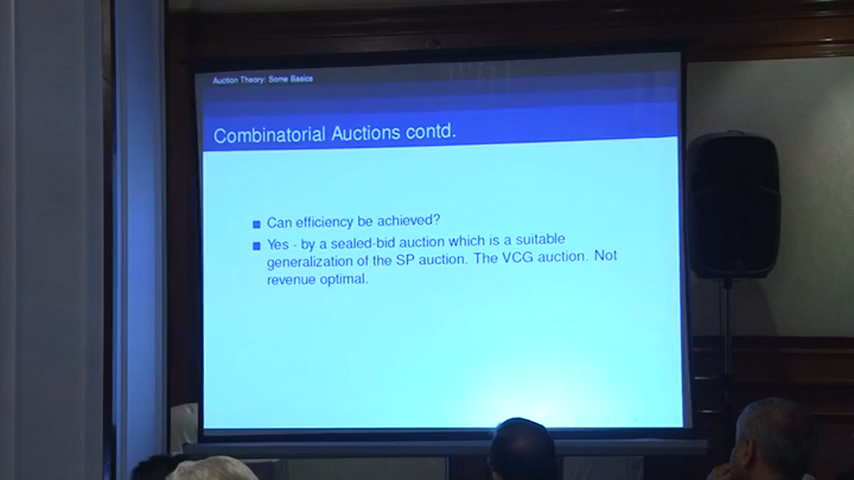 Auction Theory: Some Basics
Combinatorial Auctions contd.
Can efficiency be achieved?
Yes - by a sealed-bid auction which is a suitable
generalization of the SP auction. The VCG auction. Not
revenue optimal.